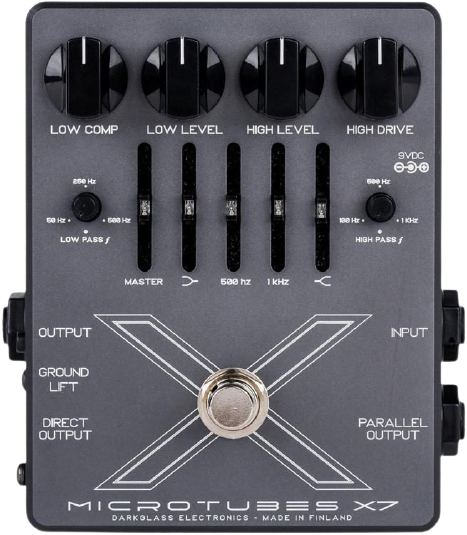 LOW COMP LOW LEVEL HIGH LEVEL HIGH DRIVE
9VDC
250 Hz 500 Hz
50 Hz 500 Hz 100 Hz 1 kHz
LOW PASS f HIGH PASS f
MASTER 500 hz 1 kHz
OUTPUT INPUT
GROUND
LIFT
DIRECT PARALLEL
OUTPUT OUTPUT
MICROTUBES X7
DARKGLASS ELECTRONICS - MADE IN FINLAND